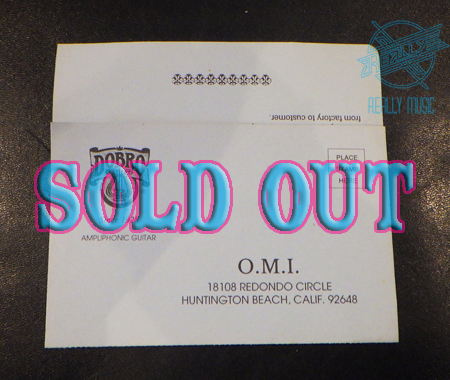 REALLY MUSIC
from factory to customer.
DOBRO
PLACE
HERE
SOLD OUT
AMPLIPHONIC GUITAR
O.M.I.
18108 REDONDO CIRCLE
HUNTINGTON BEACH, CALIF. 92648